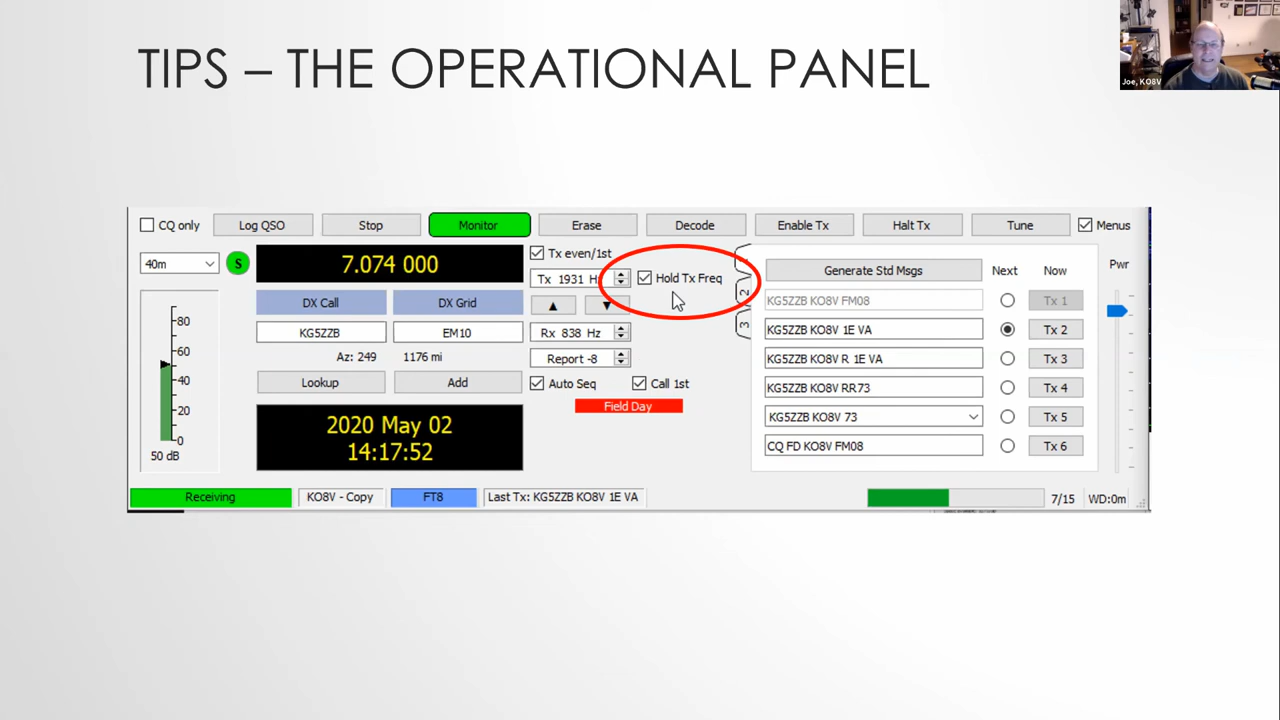 TIPS – THE OPERATIONAL PANEL
Joe, KO8V
CQ only
Log QSO
Stop
Monitor
Erase
Decode
Enable Tx
Halt Tx
Tune
Menus
40m
S
7.074 000
Tx even/1st
Tx 1931 Hz
Hold Tx Freq
▲
▼
DX Call
DX Grid
KG5ZZB
EM10
Rx 838 Hz
Az: 249
1176 mi
Report -8
Lookup
Add
Auto Seq
Call 1st
Field Day
2020 May 02
14:17:52
80
60
40
20
0
50 dB
2
3
Generate Std Msgs
Next
Now
Pwr
KG5ZZB KO8V FM08
Tx 1
KG5ZZB KO8V 1E VA
Tx 2
KG5ZZB KO8V R 1E VA
Tx 3
KG5ZZB KO8V RR73
Tx 4
KG5ZZB KO8V 73
Tx 5
CQ FD KO8V FM08
Tx 6
Receiving
KO8V - Copy
FT8
Last Tx: KG5ZZB KO8V 1E VA
7/15
WD:0m